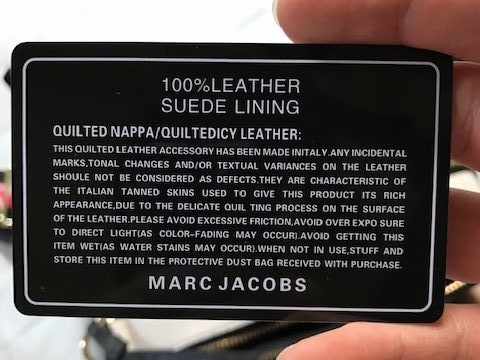 100%LEATHER
SUEDE LINING
QUILTED NAPPA/QUILTEDICY LEATHER:
THIS QUILTED LEATHER ACCESSORY HAS BEEN MADE INITALY.ANY INCIDENTAL
MARKS,TONAL CHANGES AND/OR TEXTUAL VARIANCES ON THE LEATHER
SHOULE NOT BE CONSIDERED AS DEFECTS.THEY ARE CHARACTERISTIC OF
THE ITALIAN TANNED SKINS USED TO GIVE THIS PRODUCT ITS RICH
APPEARANCE,DUE TO THE DELICATE QUIL TING PROCESS ON THE SURFACE
OF THE LEATHER.PLEASE AVOID EXCESSIVE FRICTION,AVOID OVER EXPO SURE
TO DIRECT LIGHT(AS COLOR-FADING MAY OCCUR).AVOID GETTING THIS
ITEM WET(AS WATER STAINS MAY OCCUR).WHEN NOT IN USE,STUFF AND
STORE THIS ITEM IN THE PROTECTIVE DUST BAG RECEIVED WITH PURCHASE.
MARC JACOBS